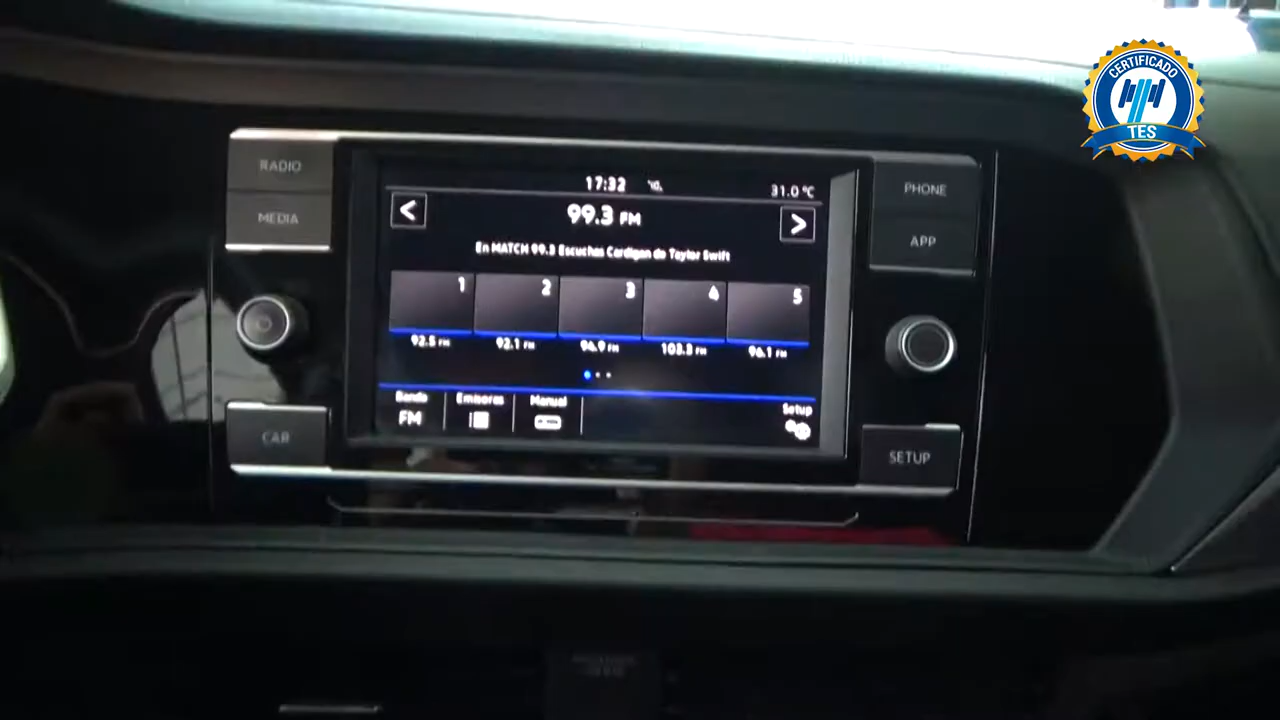 CERTIFICADO
TES
RADIO
MEDIA
CAR
17:32
31.0 °C
<
99.3 FM
>
En MATCH 99.3 Escuchas Cardigan de Taylor Swift
1 2 3 4 5
92.5 FM 92.1 FM 96.9 FM 103.3 FM 96.1 FM
Banda Emisoras Manual Setup
FM
PHONE
APP
SETUP